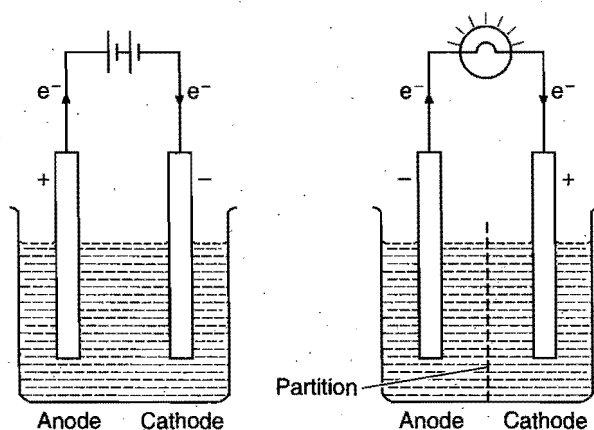 e⁻ e⁻ e⁻ e⁻
+ − − +
Partition
Anode Cathode Anode Cathode